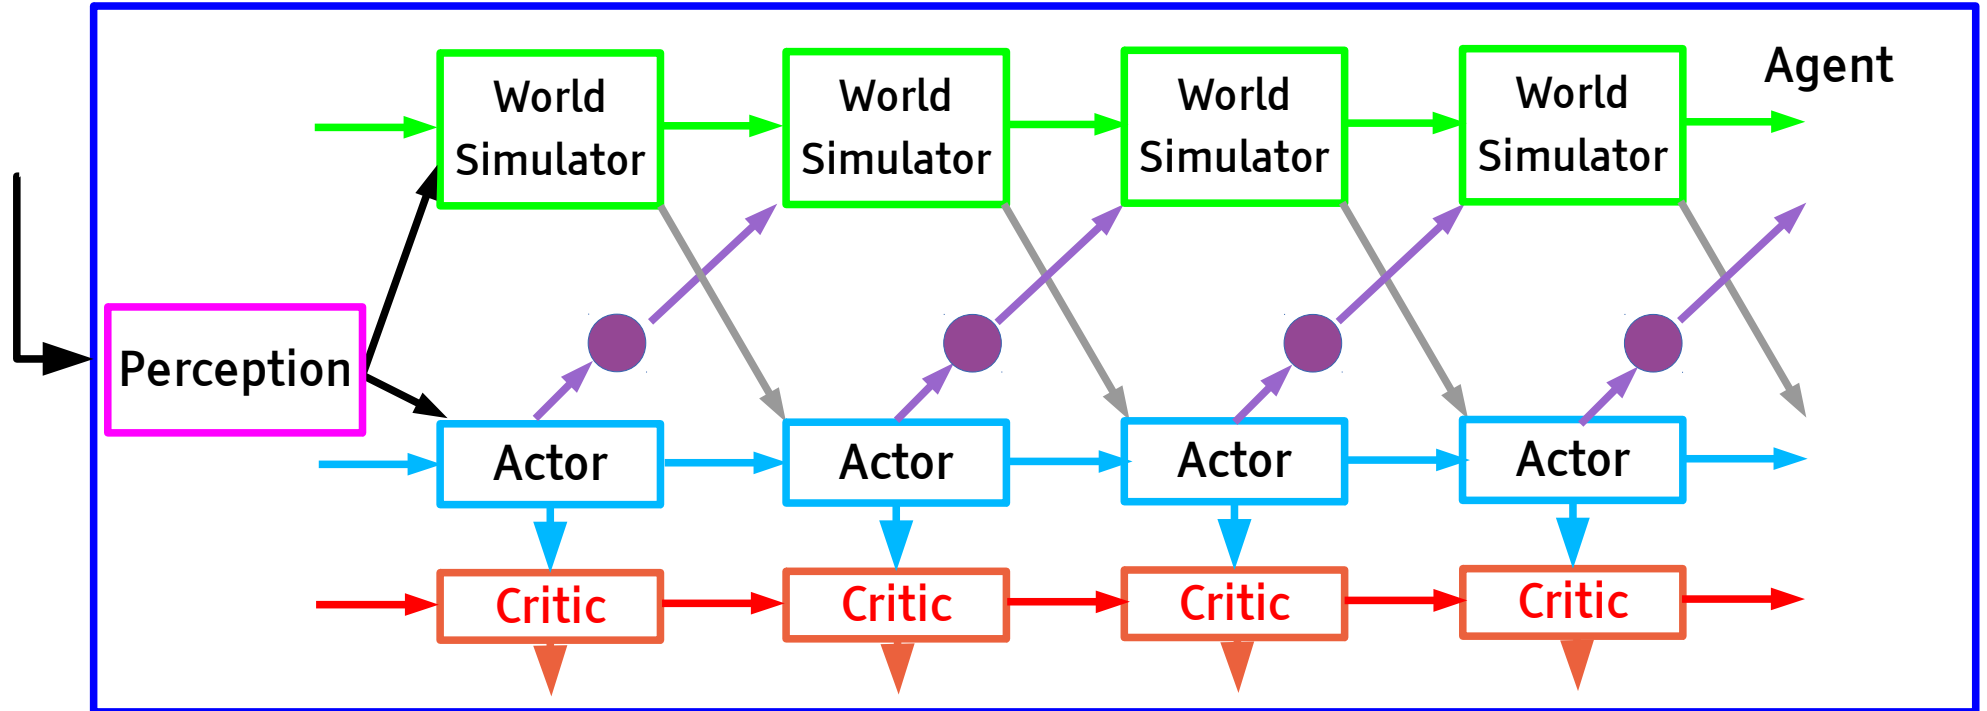 Agent
World
Simulator
World
Simulator
World
Simulator
World
Simulator
Perception
Actor
Actor
Actor
Actor
Critic
Critic
Critic
Critic